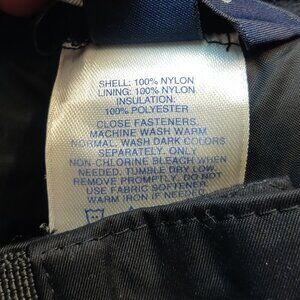 SHELL: 100% NYLON
LINING: 100% NYLON
INSULATION:
100% POLYESTER
CLOSE FASTENERS.
MACHINE WASH WARM
NORMAL. WASH DARK COLORS
SEPARATELY. ONLY
NON-CHLORINE BLEACH WHEN
NEEDED. TUMBLE DRY LOW.
REMOVE PROMPTLY. DO NOT
USE FABRIC SOFTENER.
WARM IRON IF NEEDED.